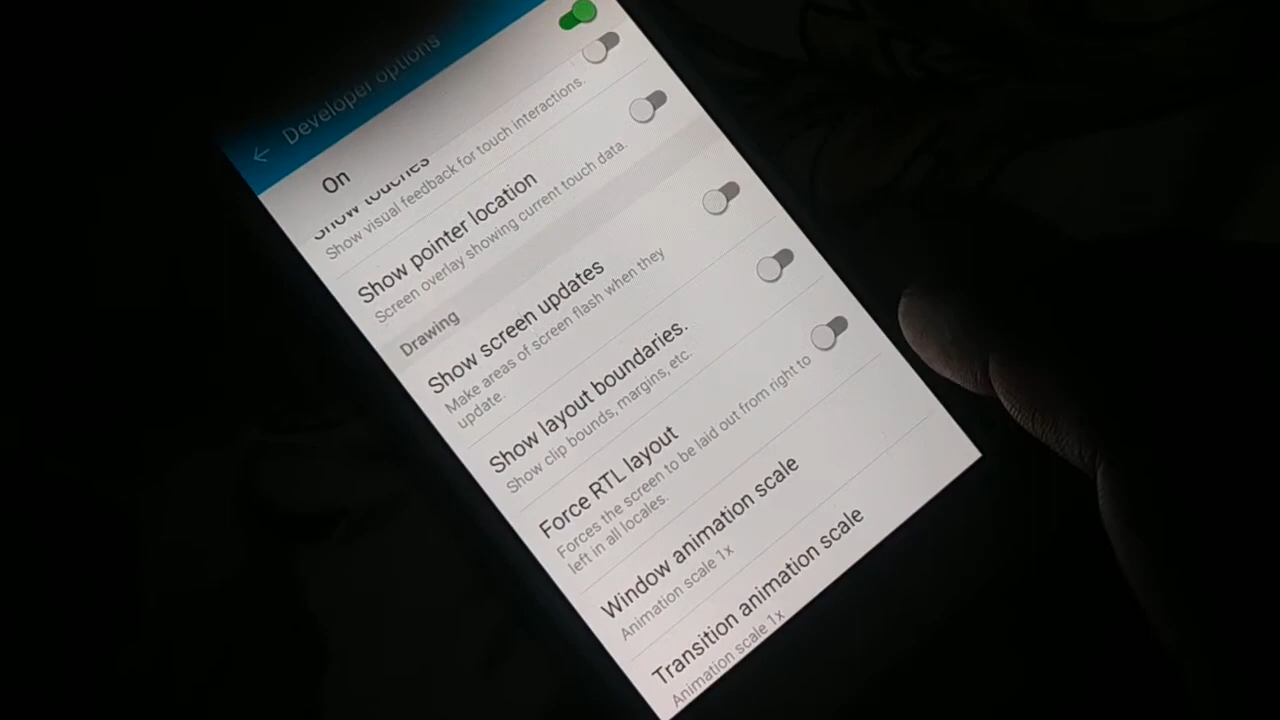 Developer options
On
Show touches
Show visual feedback for touch interactions.
Show pointer location
Screen overlay showing current touch data.
Drawing
Show screen updates
Make areas of screen flash when they
update.
Show layout boundaries.
Show clip bounds, margins, etc.
Force RTL layout
Forces the screen to be laid out from right to
left in all locales.
Window animation scale
Animation scale 1x
Transition animation scale
Animation scale 1x